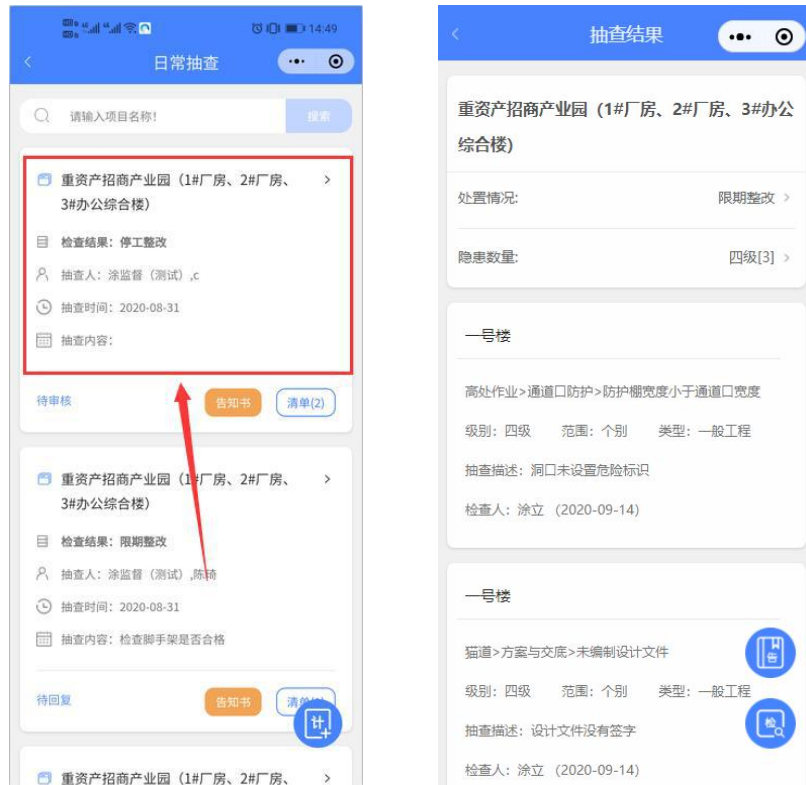 14:49
日常抽查
请输入项目名称!
搜索
重资产招商产业园（1#厂房、2#厂房、
3#办公综合楼）
检查结果：停工整改
抽查人：涂监督（测试）,c
抽查时间：2020-08-31
抽查内容：
待审核
告知书
清单(2)
重资产招商产业园（1#厂房、2#厂房、
3#办公综合楼）
检查结果：限期整改
抽查人：涂监督（测试）,陈琦
抽查时间：2020-08-31
抽查内容：检查脚手架是否合格
待回复
告知书
计
重资产招商产业园（1#厂房、2#厂房、
抽查结果
重资产招商产业园（1#厂房、2#厂房、3#办公
综合楼）
处置情况:
限期整改
隐患数量:
四级[3]
一号楼
高处作业>通道口防护>防护棚宽度小于通道口宽度
级别：四级 范围：个别 类型：一般工程
抽查描述：洞口未设置危险标识
检查人：涂立 （2020-09-14）
一号楼
猫道>方案与交底>未编制设计文件
告
级别：四级 范围：个别 类型：一般工程
检
抽查描述：设计文件没有签字
检查人：涂立 （2020-09-14）